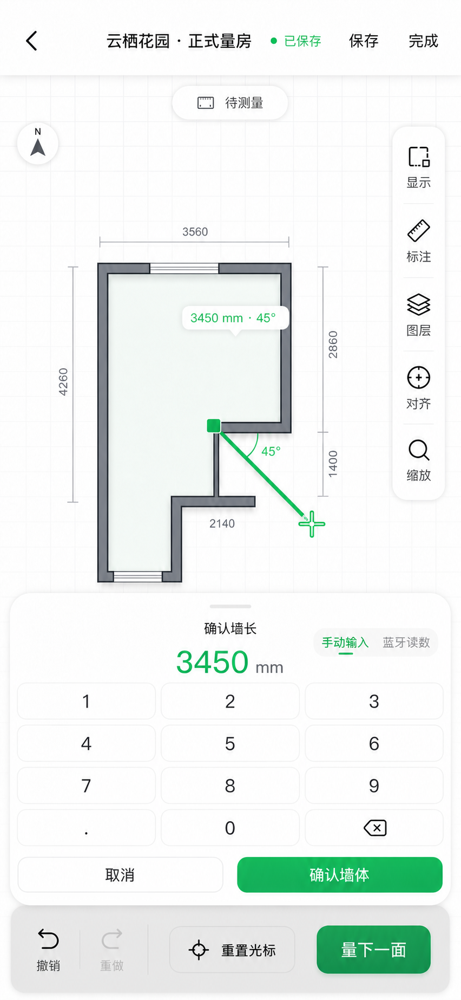 云栖花园 · 正式量房
已保存
保存
完成
待测量
N
显示
标注
图层
对齐
缩放
3560
3450 mm · 45°
4260
2860
45°
1400
2140
确认墙长
3450 mm
手动输入
蓝牙读数
1
2
3
4
5
6
7
8
9
.
0
取消
确认墙体
撤销
重做
重置光标
量下一面